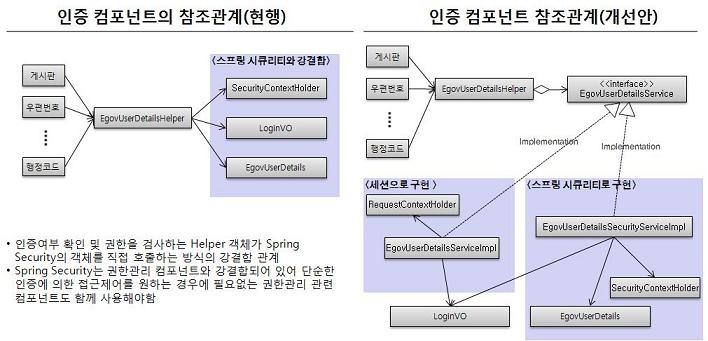 인증 컴포넌트의 참조관계(현행)
<스프링 시큐리티와 강결합>
게시판
우편번호
행정코드
EgovUserDetailsHelper
SecurityContextHolder
LoginVO
EgovUserDetails
• 인증여부 확인 및 권한을 검사하는 Helper 객체가 Spring
Security의 객체를 직접 호출하는 방식의 강결합 관계
• Spring Security는 권한관리 컴포넌트와 강결합되어 있어 단순한
인증에 의한 접근제어를 원하는 경우에 필요없는 권한관리 관련
컴포넌트도 함께 사용해야함
인증 컴포넌트 참조관계(개선안)
게시판
우편번호
행정코드
EgovUserDetailsHelper
<<interface>>
EgovUserDetailsService
Implementation
Implementation
<세션으로 구현 >
RequestContextHolder
EgovUserDetailsServiceImpl
<스프링 시큐리티로 구현>
EgovUserDetailsSecurityServiceImpl
SecurityContextHolder
LoginVO
EgovUserDetails